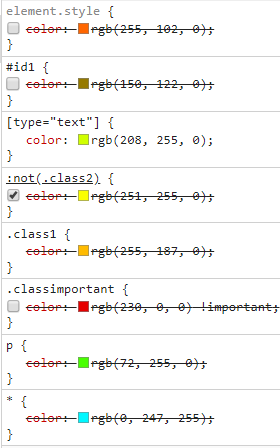 element.style {
color: rgb(255, 102, 0);
}
#id1 {
color: rgb(150, 122, 0);
}
[type="text"] {
color: rgb(208, 255, 0);
}
:not(.class2) {
color: rgb(251, 255, 0);
}
.class1 {
color: rgb(255, 187, 0);
}
.classimportant {
color: rgb(230, 0, 0) !important;
}
p {
color: rgb(72, 255, 0);
}
* {
color: rgb(0, 247, 255);
}